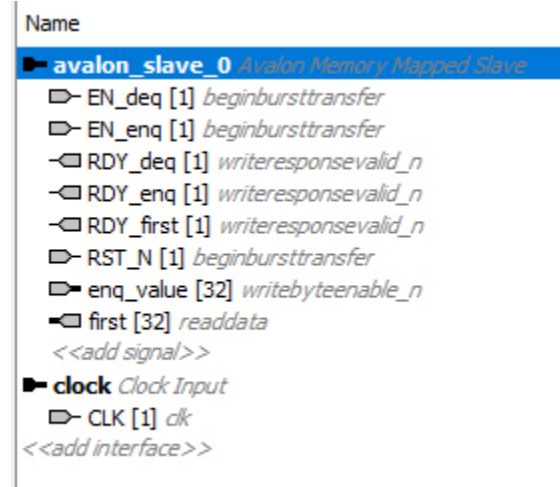 Name
avalon_slave_0 Avalon Memory Mapped Slave
EN_deq [1] beginbursttransfer
EN_enq [1] beginbursttransfer
RDY_deq [1] writeresponsevalid_n
RDY_enq [1] writeresponsevalid_n
RDY_first [1] writeresponsevalid_n
RST_N [1] beginbursttransfer
enq_value [32] writebyteenable_n
first [32] readdata
<<add signal>>
clock Clock Input
CLK [1] clk
<<add interface>>